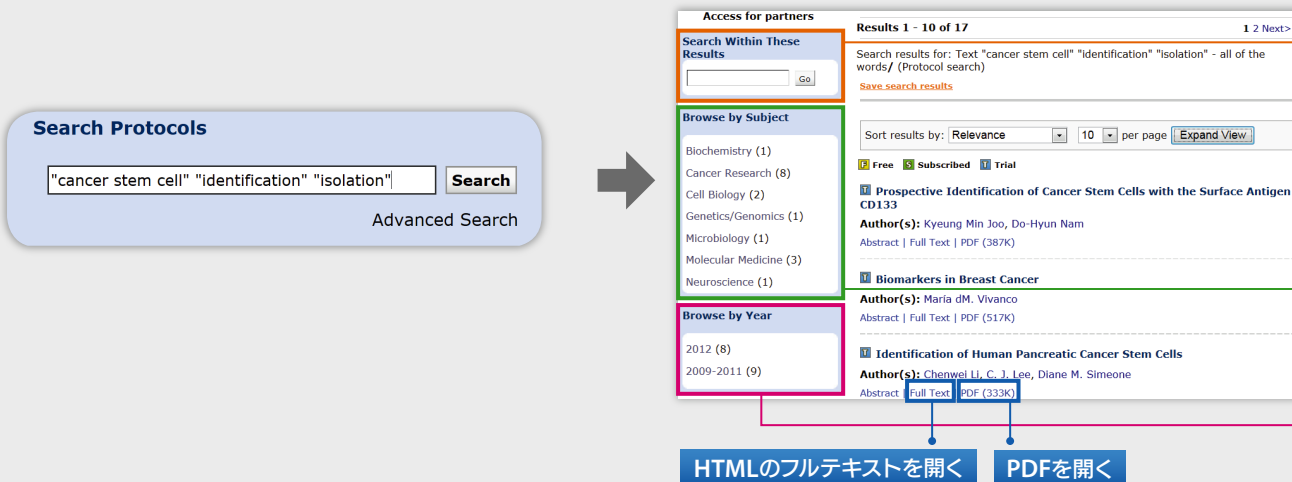 Search Protocols
"cancer stem cell" "identification" "isolation"
Search
Advanced Search
Access for partners
Search Within These
Results
Go
Browse by Subject
Biochemistry (1)
Cancer Research (8)
Cell Biology (2)
Genetics/Genomics (1)
Microbiology (1)
Molecular Medicine (3)
Neuroscience (1)
Browse by Year
2012 (8)
2009-2011 (9)
Results 1 - 10 of 17
1 2 Next>
Search results for: Text "cancer stem cell" "identification" "isolation" - all of the
words/ (Protocol search)
Save search results
Sort results by: Relevance 10 per page Expand View
F Free S Subscribed T Trial
T Prospective Identification of Cancer Stem Cells with the Surface Antigen
CD133
Author(s): Kyeung Min Joo, Do-Hyun Nam
Abstract | Full Text | PDF (387K)
T Biomarkers in Breast Cancer
Author(s): María dM. Vivanco
Abstract | Full Text | PDF (517K)
T Identification of Human Pancreatic Cancer Stem Cells
Author(s): Chenwei Li, C. J. Lee, Diane M. Simeone
Abstract | Full Text | PDF (333K)
HTMLのフルテキストを開く
PDFを開く